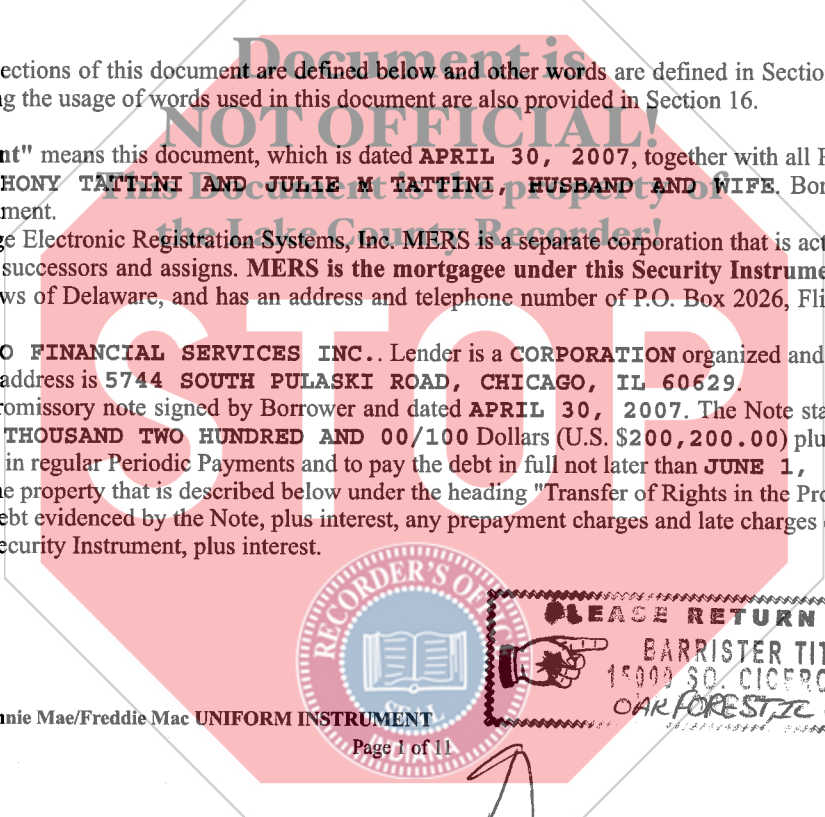 Document is
NOT OFFICIAL!
This Document is the property of
the Lake County Recorder!
STOP
ections of this document are defined below and other words are defined in Sectio
g the usage of words used in this document are also provided in Section 16.
nt" means this document, which is dated APRIL 30, 2007, together with all
HONY TATTINI AND JULIE M TATTINI, HUSBAND AND WIFE. Bor
ment.
e Electronic Registration Systems, Inc. MERS is a separate corporation that is act
successors and assigns. MERS is the mortgagee under this Security Instrume
ws of Delaware, and has an address and telephone number of P.O. Box 2026, Fli
O FINANCIAL SERVICES INC.. Lender is a CORPORATION organized and
address is 5744 SOUTH PULASKI ROAD, CHICAGO, IL 60629.
romissory note signed by Borrower and dated APRIL 30, 2007. The Note sta
THOUSAND TWO HUNDRED AND 00/100 Dollars (U.S. $200,200.00) plu
in regular Periodic Payments and to pay the debt in full not later than JUNE 1,
e property that is described below under the heading "Transfer of Rights in the Pro
ebt evidenced by the Note, plus interest, any prepayment charges and late charges
ecurity Instrument, plus interest.
RECORDER'S OF
SEAL
INDIANA
PLEASE RETURN
BARRISTER TIT
15000 SO. CICERO
OAK FOREST, IL
nnie Mae/Freddie Mac UNIFORM INSTRUMENT
Page 1 of 11